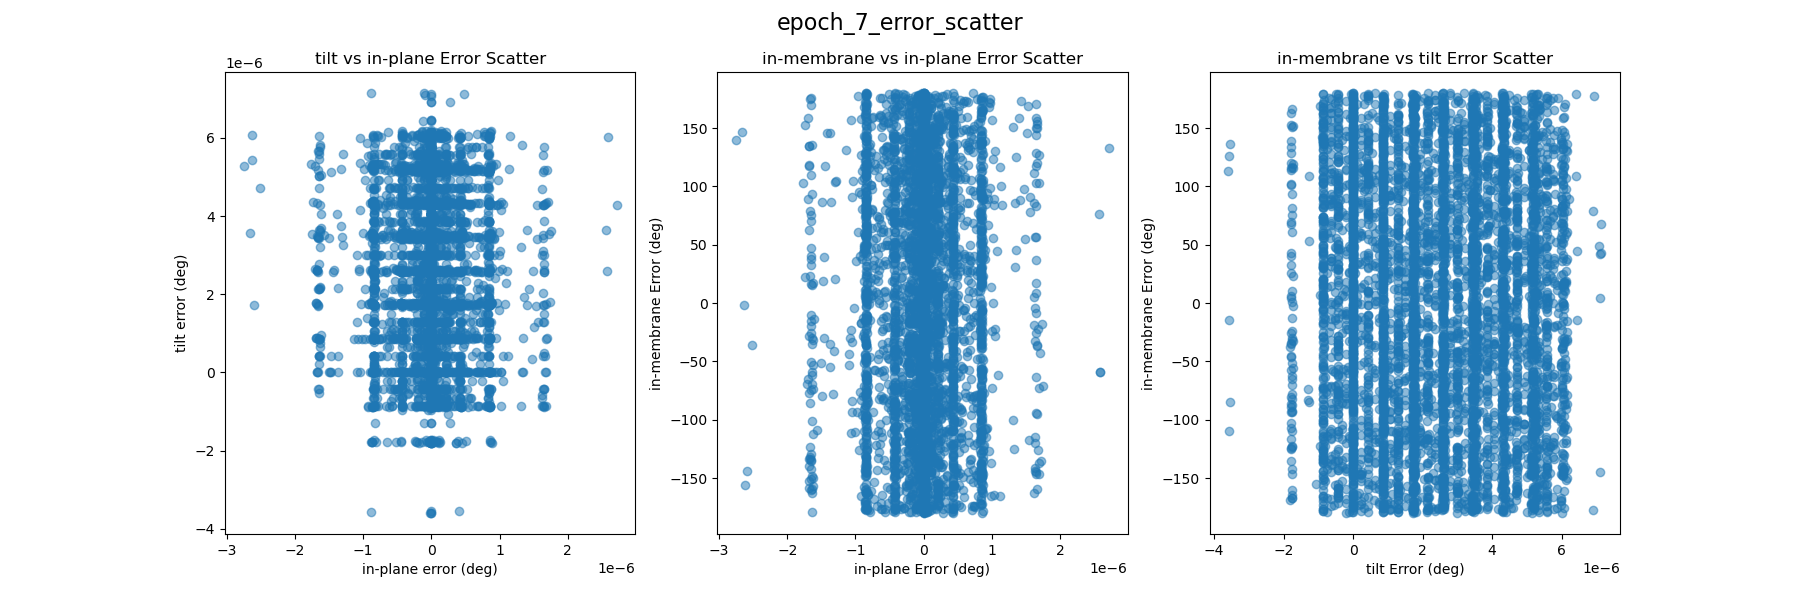 epoch_7_error_scatter
tilt vs in-plane Error Scatter
1e−6
6
4
2
0
−2
−4
tilt error (deg)
−3
−2
−1
0
1
2
in-plane error (deg)
1e−6
in-membrane vs in-plane Error Scatter
150
100
50
0
−50
−100
−150
in-membrane Error (deg)
−3
−2
−1
0
1
2
in-plane Error (deg)
1e−6
in-membrane vs tilt Error Scatter
150
100
50
0
−50
−100
−150
in-membrane Error (deg)
−4
−2
0
2
4
6
tilt Error (deg)
1e−6